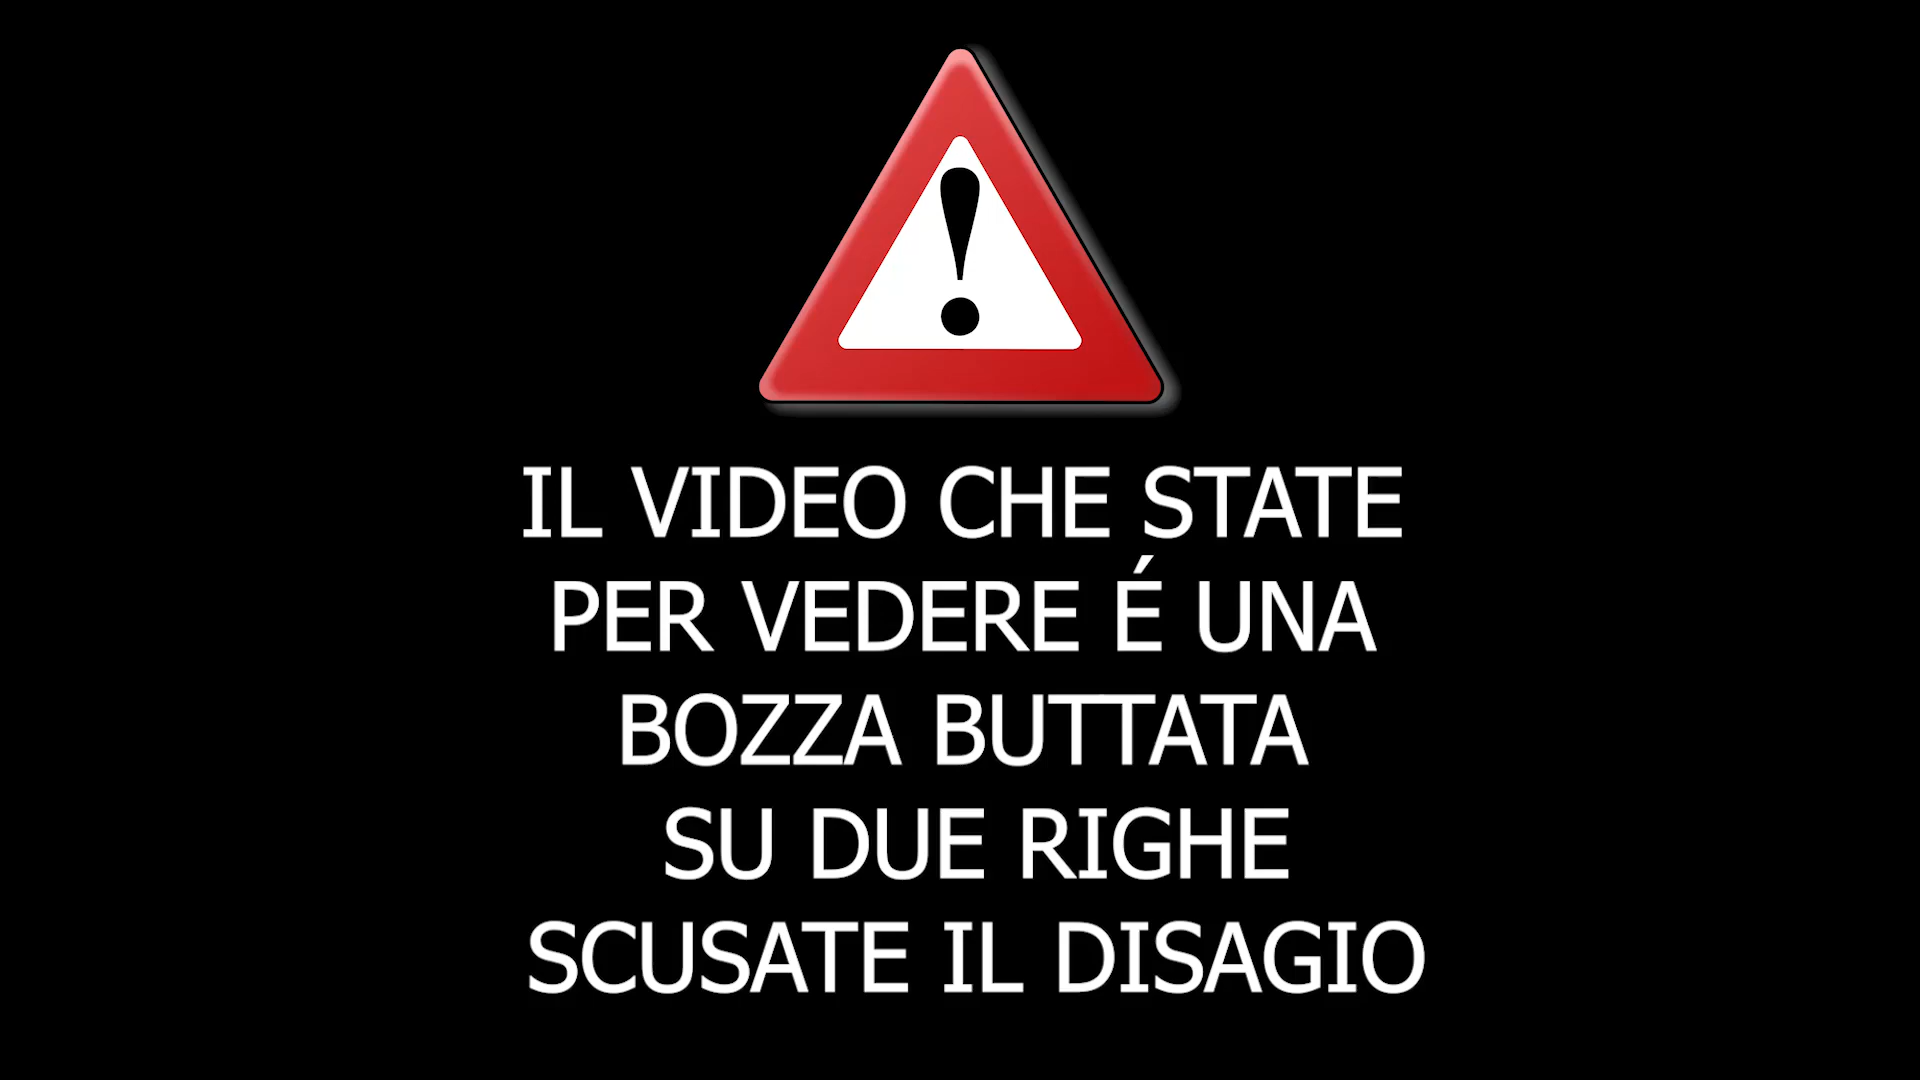 IL VIDEO CHE STATE
PER VEDERE É UNA
BOZZA BUTTATA
SU DUE RIGHE
SCUSATE IL DISAGIO